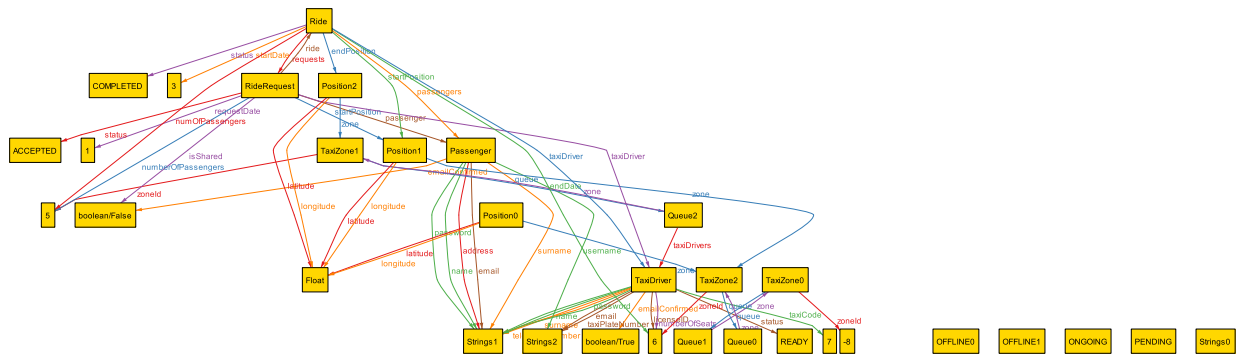 Ride
ride
endPosition
status
startDate
requests
startPosition
COMPLETED
3
RideRequest
Position2
passengers
requestDate
startPosition
passenger
numOfPassengers
zone
status
ACCEPTED
1
TaxiZone1
Position1
Passenger
isShared
taxiDriver
taxiDriver
numberOfPassengers
emailConfirmed
queue
endDate
zone
zoneId
latitude
zone
longitude
longitude
5
boolean/False
Position0
Queue2
latitude
password
address
surname
username
taxiDrivers
latitude
longitude
name
email
zone
Float
TaxiDriver
TaxiZone2
TaxiZone0
name
password
emailConfirmed
zoneId
queue
zone
email
licenseID
queue
taxiCode
surname
taxiPlateNumber
numberOfSeats
zone
status
zoneId
Strings1
Strings2
boolean/True
6
Queue1
Queue0
READY
7
-8
OFFLINE0
OFFLINE1
ONGOING
PENDING
Strings0